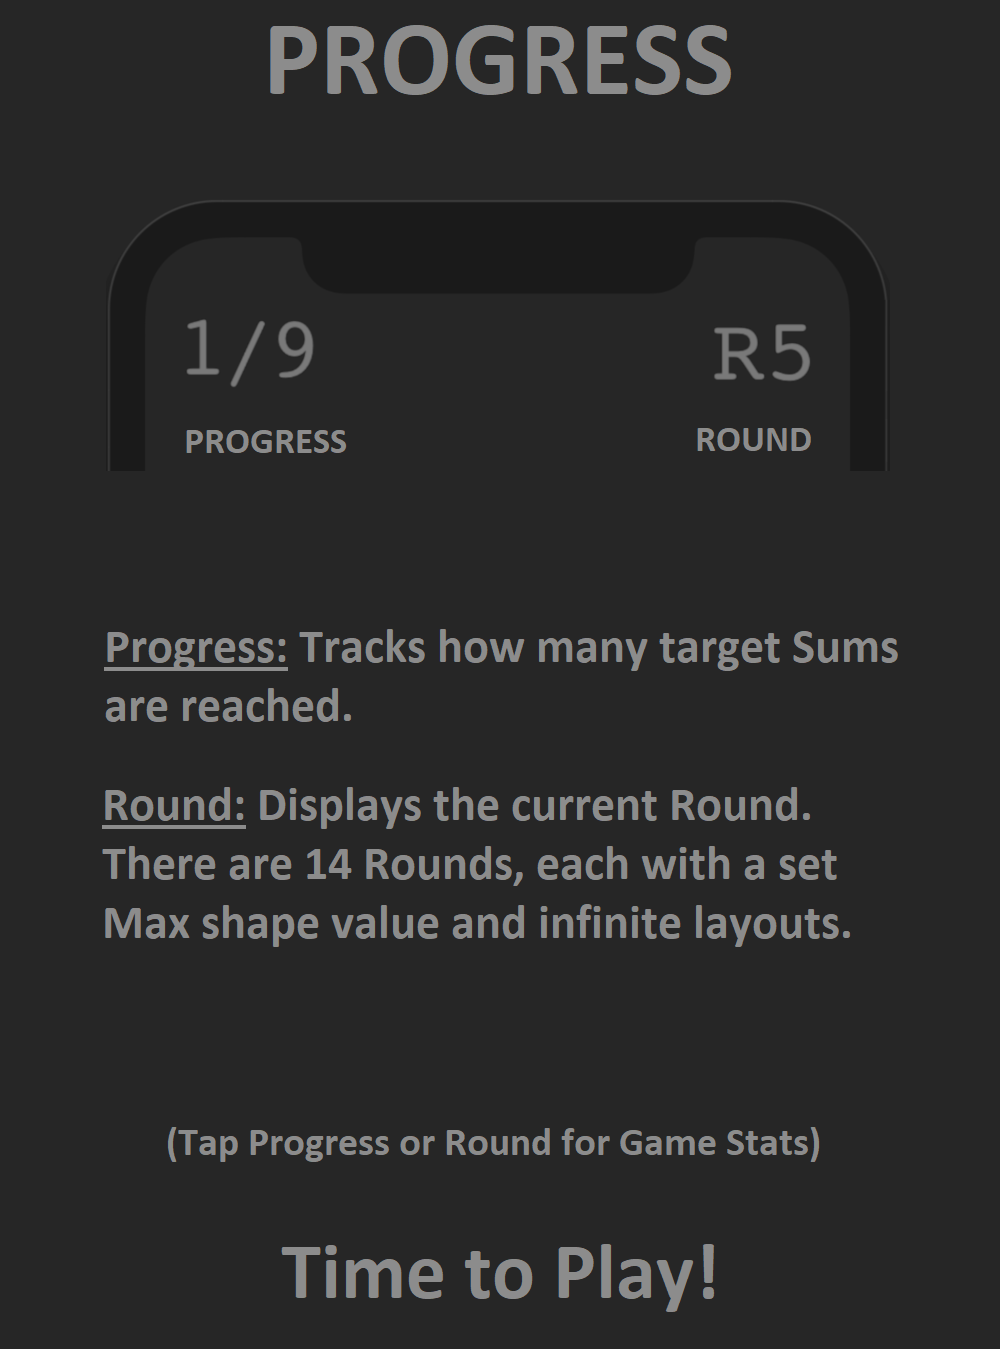 PROGRESS
1/9 R5
PROGRESS ROUND
Progress: Tracks how many target Sums
are reached.
Round: Displays the current Round.
There are 14 Rounds, each with a set
Max shape value and infinite layouts.
(Tap Progress or Round for Game Stats)
Time to Play!